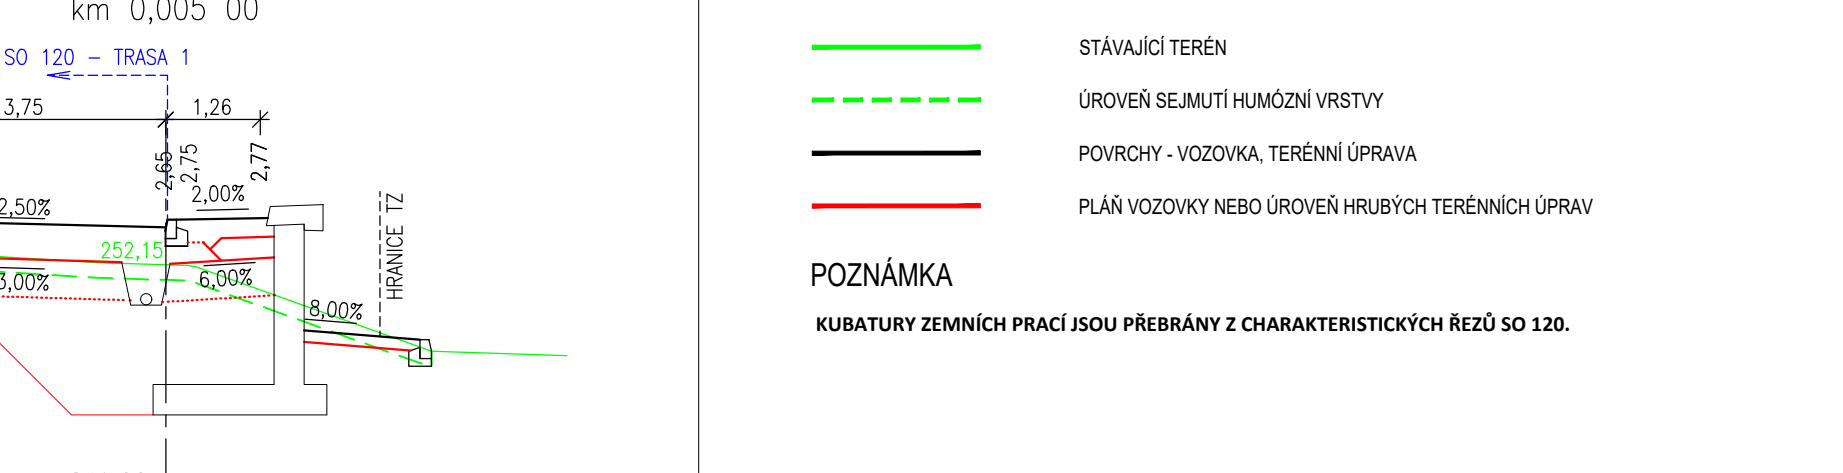 km 0,005 00
SO 120 – TRASA 1
3,75
1,26
2,65
2,75
2,77
2,50%
2,00%
252,15
3,00%
6,00%
8,00%
HRANICE TZ
STÁVAJÍCÍ TERÉN
ÚROVEŇ SEJMUTÍ HUMÓZNÍ VRSTVY
POVRCHY - VOZOVKA, TERÉNNÍ ÚPRAVA
PLÁŇ VOZOVKY NEBO ÚROVEŇ HRUBÝCH TERÉNNÍCH ÚPRAV
POZNÁMKA
KUBATURY ZEMNÍCH PRACÍ JSOU PŘEBRÁNY Z CHARAKTERISTICKÝCH ŘEZŮ SO 120.